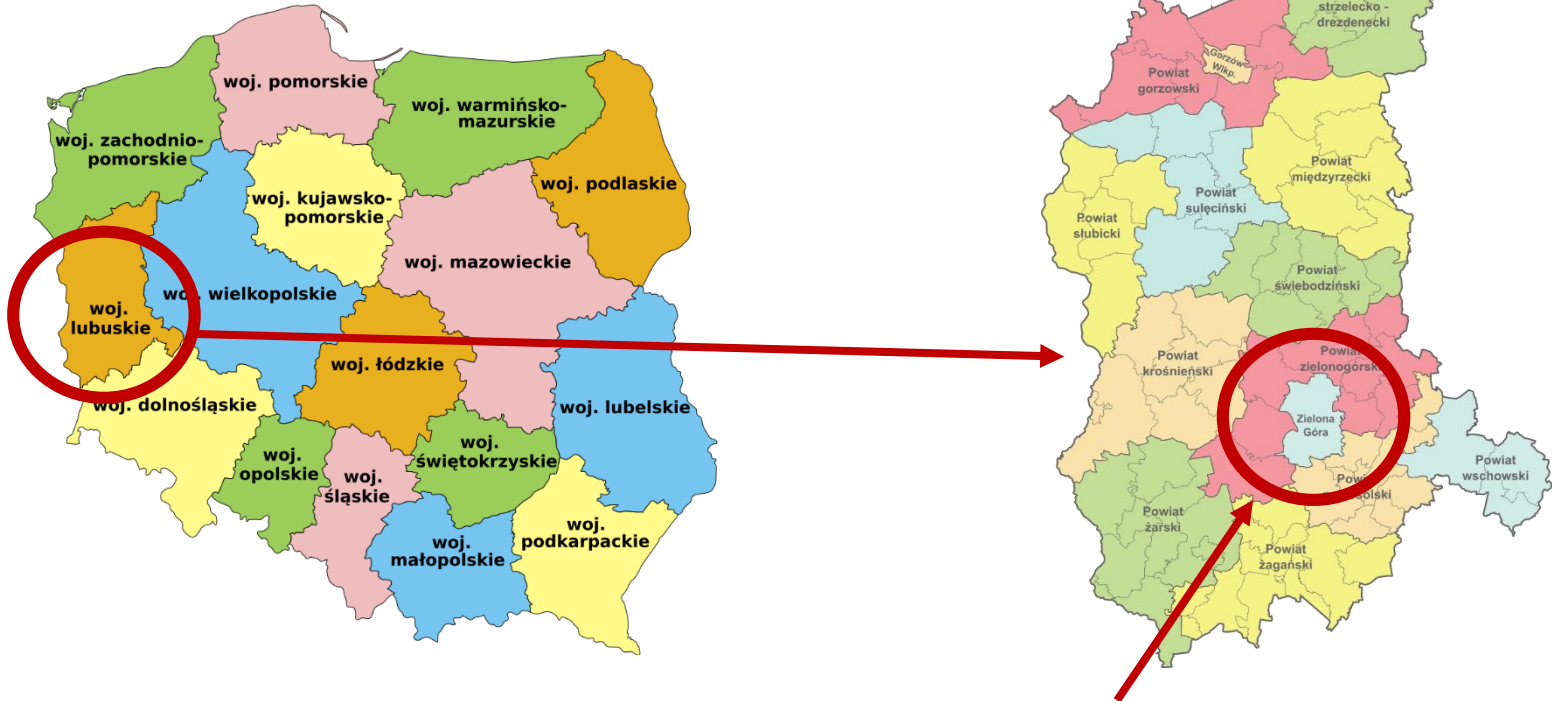 woj. pomorskie
woj. warmińsko-
mazurskie
woj. zachodnio-
pomorskie
woj. podlaskie
woj. kujawsko-
pomorskie
woj. mazowieckie
woj. wielkopolskie
woj.
lubuskie
woj. łódzkie
woj. dolnośląskie
woj. lubelskie
woj.
opolskie
woj.
świętokrzyskie
woj.
śląskie
woj.
podkarpackie
woj.
małopolskie
strzelecko -
drezdenecki
Gorzów
Wlkp.
Powiat
gorzowski
Powiat
międzyrzecki
Powiat
sulęciński
Powiat
słubicki
Powiat
świebodziński
Powiat
zielonogórski
Powiat
krośnieński
Zielona
Góra
Powiat
wschowski
Powiat
Powiat
żarski
Powiat
żagański